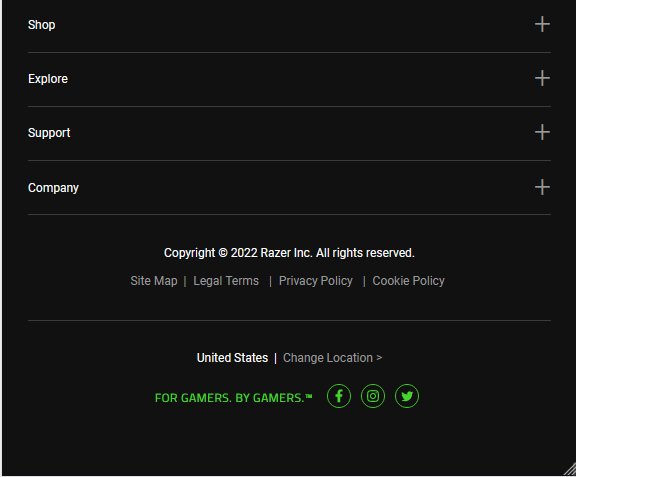 Shop
Explore
Support
Company
Copyright © 2022 Razer Inc. All rights reserved.
Site Map | Legal Terms | Privacy Policy | Cookie Policy
United States | Change Location >
FOR GAMERS. BY GAMERS.™